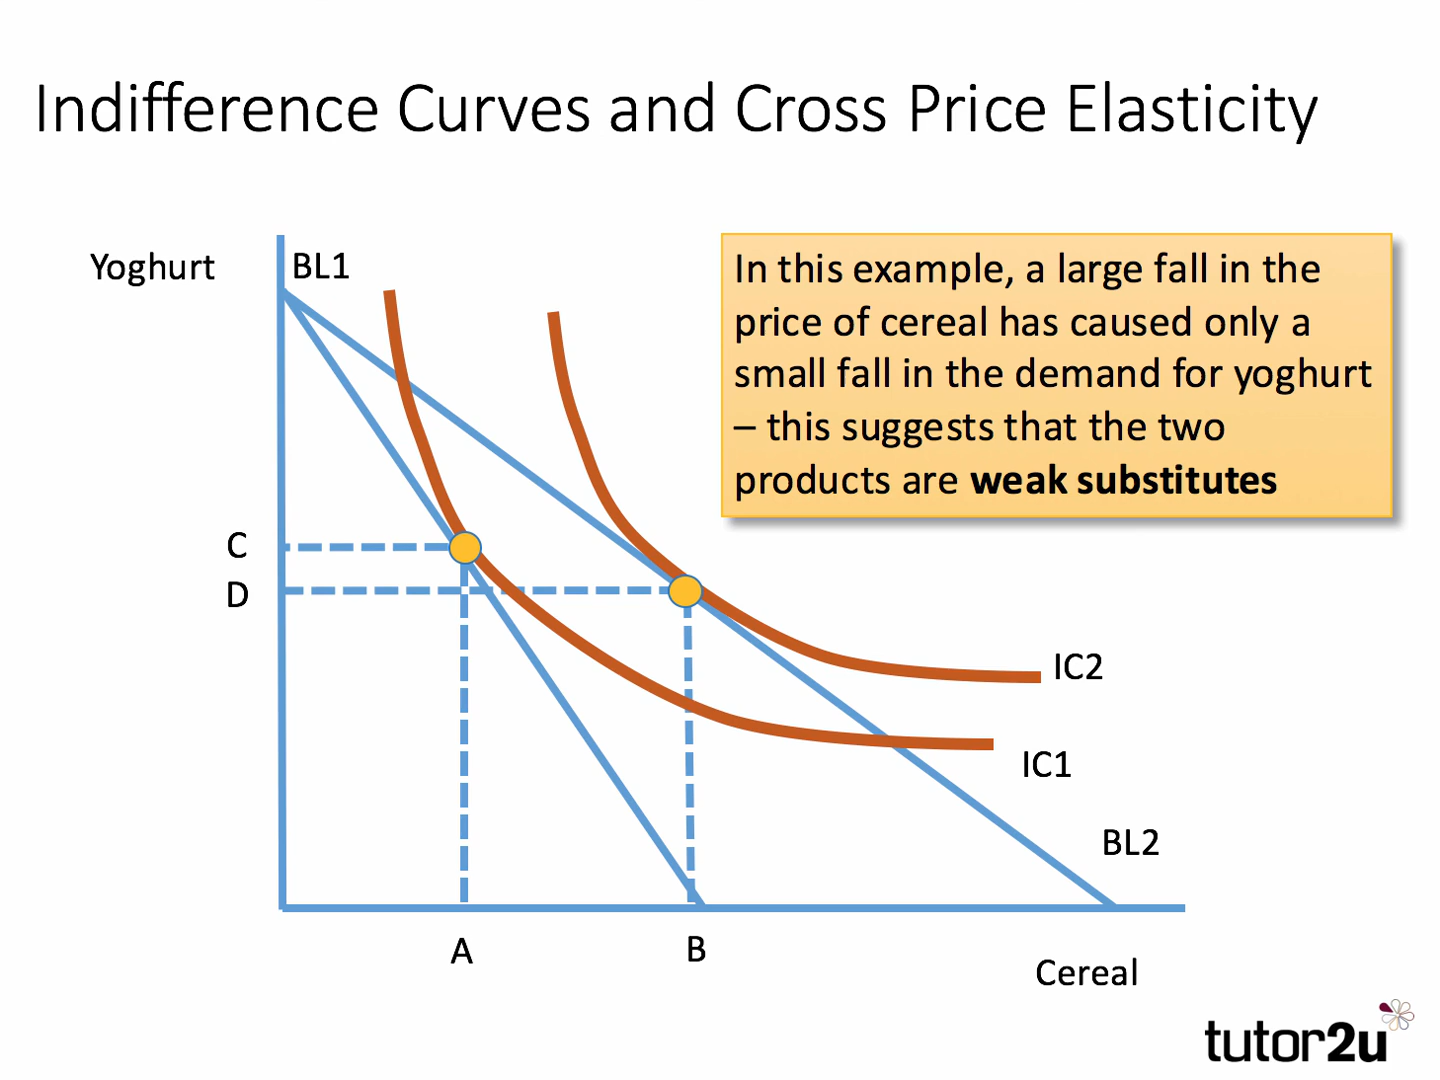 Indifference Curves and Cross Price Elasticity
Yoghurt
BL1
In this example, a large fall in the
price of cereal has caused only a
small fall in the demand for yoghurt
– this suggests that the two
products are weak substitutes
C
D
IC2
IC1
BL2
A
B
Cereal
tutor2u